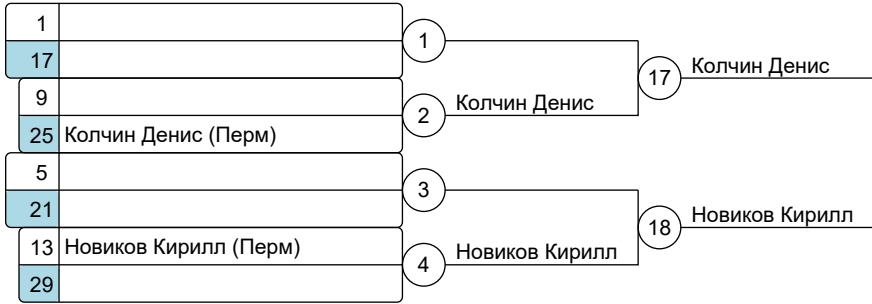 1
1
17
17 Колчин Денис
9
2 Колчин Денис
25 Колчин Денис (Перм)
5
3
21
18 Новиков Кирилл
13 Новиков Кирилл (Перм)
4 Новиков Кирилл
29